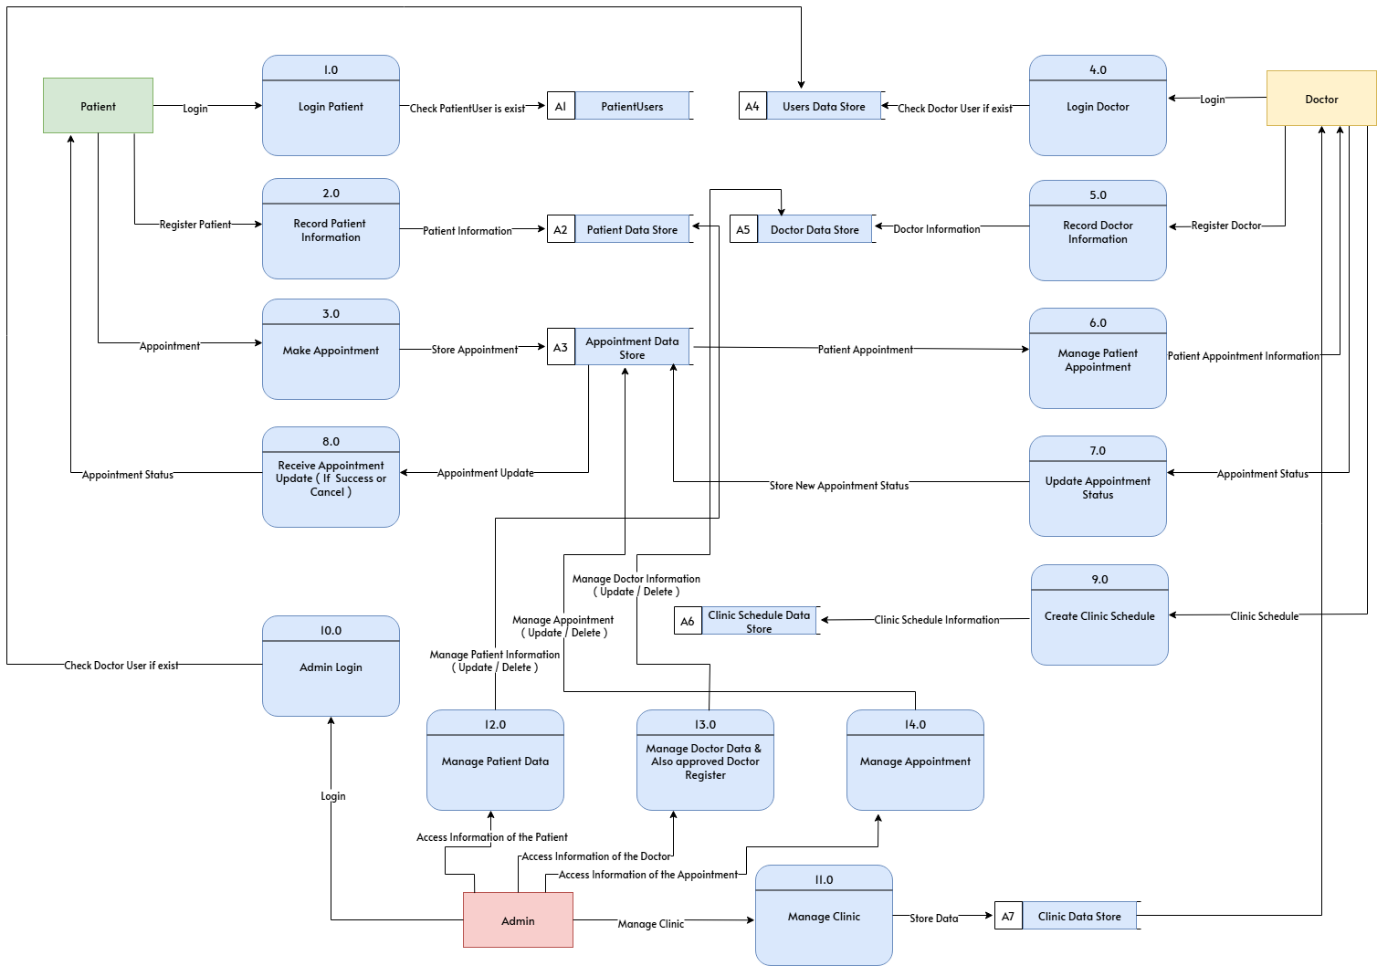 1.0
4.0
Patient
Login
Login Patient
Check PatientUser is exist
A1
PatientUsers
A4
Users Data Store
Check Doctor User if exist
Login Doctor
Login
Doctor
2.0
5.0
Register Patient
Record Patient
Information
Patient Information
A2
Patient Data Store
A5
Doctor Data Store
Doctor Information
Record Doctor
Information
Register Doctor
3.0
6.0
Appointment
Make Appointment
Store Appointment
A3
Appointment Data
Store
Patient Appointment
Manage Patient
Appointment
Patient Appointment Information
8.0
7.0
Appointment Status
Receive Appointment
Update ( If Success or
Cancel )
Appointment Update
Store New Appointment Status
Update Appointment
Status
Appointment Status
9.0
Manage Doctor Information
( Update / Delete )
Manage Appointment
( Update / Delete )
A6
Clinic Schedule Data
Store
Clinic Schedule Information
Create Clinic Schedule
Clinic Schedule
10.0
Check Doctor User if exist
Admin Login
Manage Patient Information
( Update / Delete )
12.0
13.0
14.0
Manage Patient Data
Manage Doctor Data &
Also approved Doctor
Register
Manage Appointment
Login
Access Information of the Patient
Access Information of the Doctor
Access Information of the Appointment
11.0
Admin
Manage Clinic
Manage Clinic
Store Data
A7
Clinic Data Store